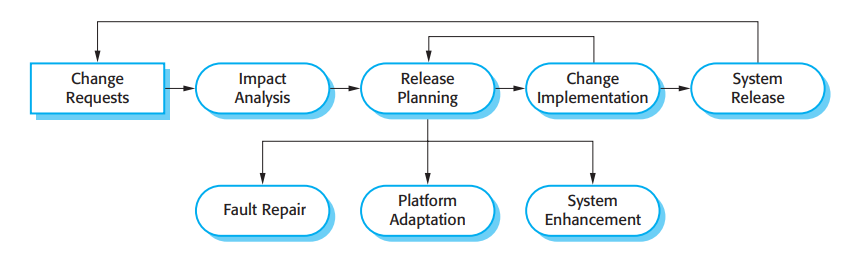 Change
Requests
Impact
Analysis
Release
Planning
Change
Implementation
System
Release
Fault Repair
Platform
Adaptation
System
Enhancement